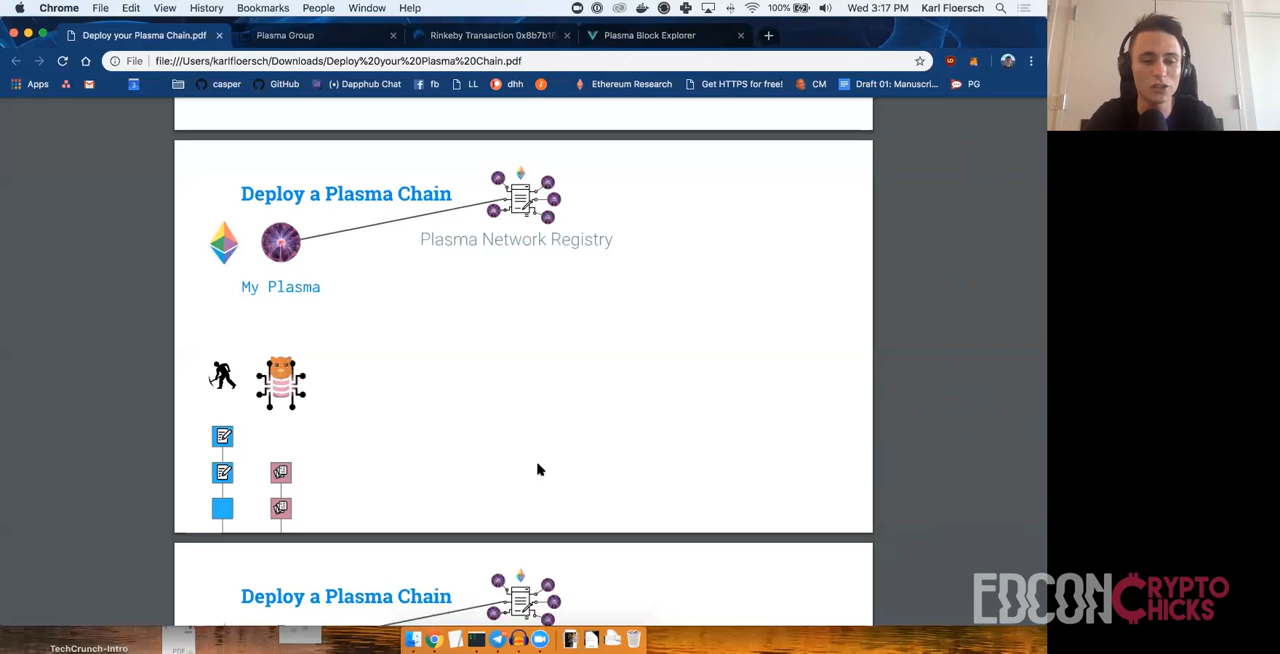 Chrome File Edit View History Bookmarks People Window Help 100% Wed 3:17 PM Karl Floersch
Deploy your Plasma Chain.pdf Plasma Group Rinkeby Transaction 0x8b7b16 Plasma Block Explorer
File file:///Users/karlfloersch/Downloads/Deploy%20your%20Plasma%20Chain.pdf
Apps casper GitHub Dapphub Chat fb LL dhh Ethereum Research Get HTTPS for free! CM Draft 01: Manuscri... PG
Deploy a Plasma Chain
Plasma Network Registry
My Plasma
Deploy a Plasma Chain
EDCON CRYPTO CHICKS
TechCrunch-Intro
PDF